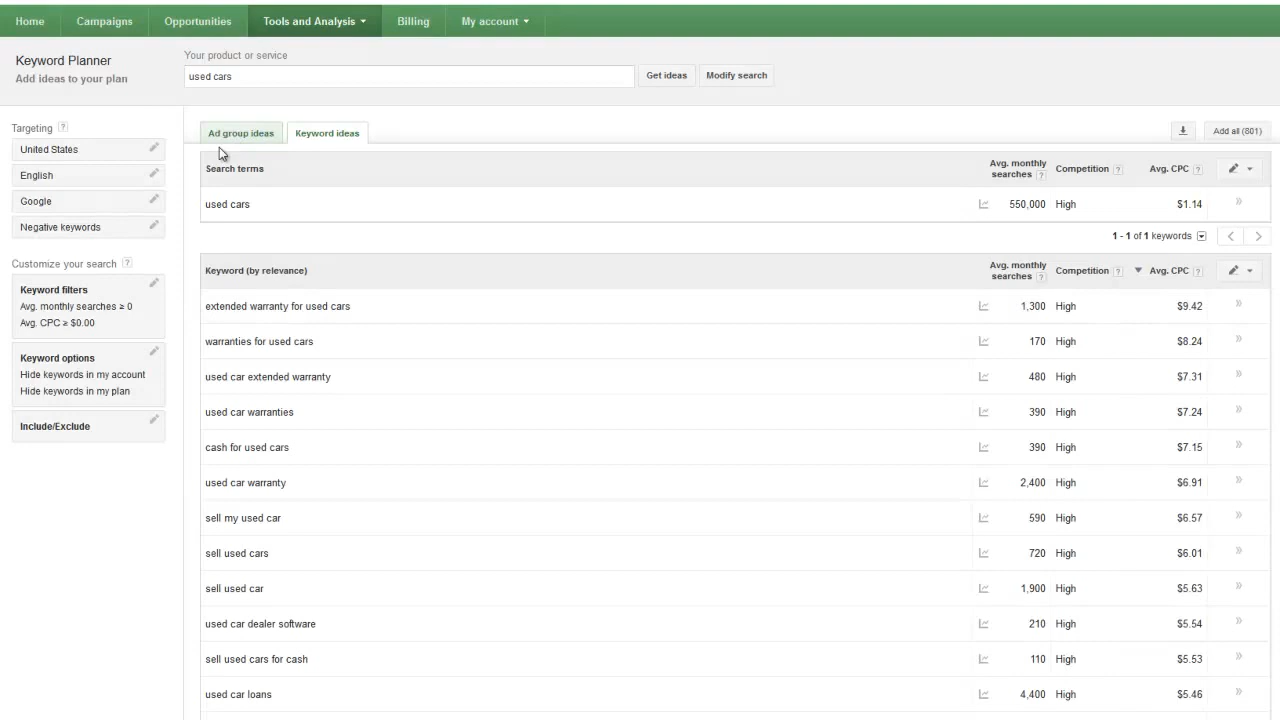 Home Campaigns Opportunities Tools and Analysis Billing My account
Keyword Planner
Add ideas to your plan
Your product or service
used cars Get ideas Modify search
Targeting ?
United States
English
Google
Negative keywords
Customize your search ?
Keyword filters
Avg. monthly searches ≥ 0
Avg. CPC ≥ $0.00
Keyword options
Hide keywords in my account
Hide keywords in my plan
Include/Exclude
Ad group ideas Keyword ideas Add all (801)
Search terms Avg. monthly searches ? Competition ? Avg. CPC ?
used cars 550,000 High $1.14 »
1 - 1 of 1 keywords
Keyword (by relevance) Avg. monthly searches ? Competition ? Avg. CPC ?
extended warranty for used cars 1,300 High $9.42 »
warranties for used cars 170 High $8.24 »
used car extended warranty 480 High $7.31 »
used car warranties 390 High $7.24 »
cash for used cars 390 High $7.15 »
used car warranty 2,400 High $6.91 »
sell my used car 590 High $6.57 »
sell used cars 720 High $6.01 »
sell used car 1,900 High $5.63 »
used car dealer software 210 High $5.54 »
sell used cars for cash 110 High $5.53 »
used car loans 4,400 High $5.46 »